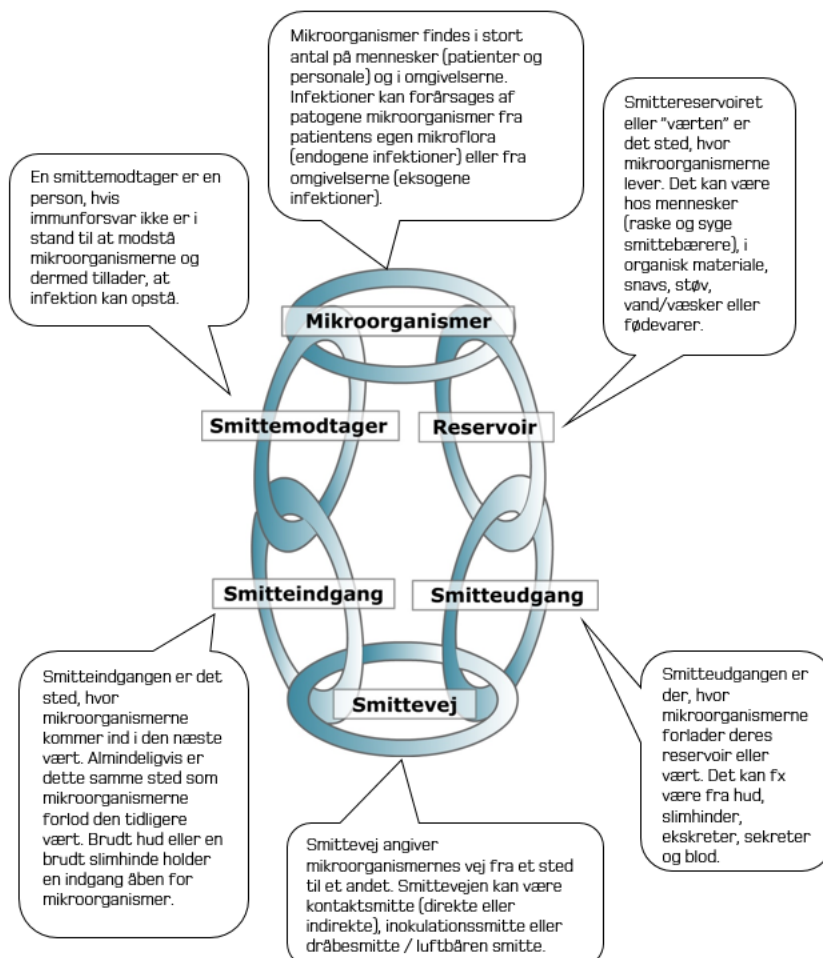 Mikroorganismer findes i stort
antal på mennesker (patienter og
personale) og i omgivelserne.
Infektioner kan forårsages af
patogene mikroorganismer fra
patientens egen mikroflora
(endogene infektioner) eller fra
omgivelserne (eksogene
infektioner).
Smittereservoiret
eller "værten" er
det sted, hvor
mikroorganismerne
lever. Det kan være
hos mennesker
(raske og syge
smittebærere), i
organisk materiale,
snavs, støv,
vand/væsker eller
fødevarer.
En smittemodtager er en
person, hvis
immunforsvar ikke er i
stand til at modstå
mikroorganismerne og
dermed tillader, at
infektion kan opstå.
Mikroorganismer
Smittemodtager
Reservoir
Smitteindgang
Smitteudgang
Smittevej
Smitteindgangen er det
sted, hvor
mikroorganismerne
kommer ind i den næste
vært. Almindeligvis er
dette samme sted som
mikroorganismerne
forlod den tidligere
vært. Brudt hud eller en
brudt slimhinde holder
en indgang åben for
mikroorganismer.
Smitteudgangen er
der, hvor
mikroorganismerne
forlader deres
reservoir eller
vært. Det kan fx
være fra hud,
slimhinder,
ekskreter, sekreter
og blod.
Smittevej angiver
mikroorganismernes vej fra et sted
til et andet. Smittevejen kan være
kontaktsmitte (direkte eller
indirekte), inokulationssmitte eller
dråbesmitte / luftbåren smitte.